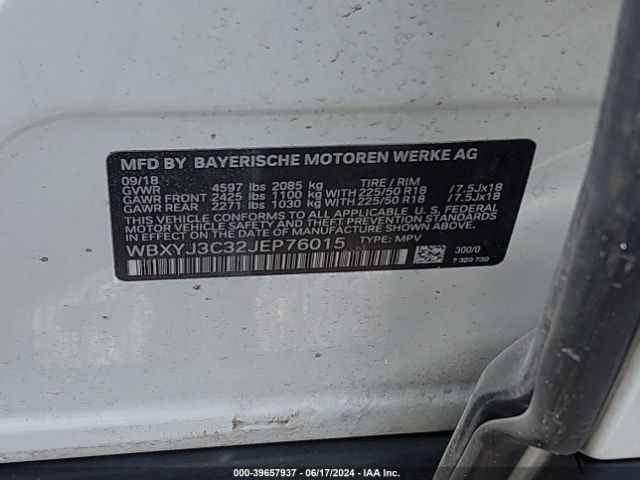 MFD BY BAYERISCHE MOTOREN WERKE AG
09/18 TIRE / RIM
GVWR 4597 lbs 2085 kg
GAWR FRONT 2425 lbs 1100 kg WITH 225/50 R18 /7.5Jx18
GAWR REAR 2271 lbs 1030 kg WITH 225/50 R18 /7.5Jx18
THIS VEHICLE CONFORMS TO ALL APPLICABLE FEDERAL
MOTOR VEHICLE SAFETY, BUMPER, AND THEFT PREVENTION
STANDARDS IN EFFECT ON THE DATE OF MANUFACTURE SHOWN ABOVE.
WBXYJ3C32JEP76015 TYPE: MPV
300/0
7 320 730
000-39657937 - 06/17/2024 - IAA Inc.